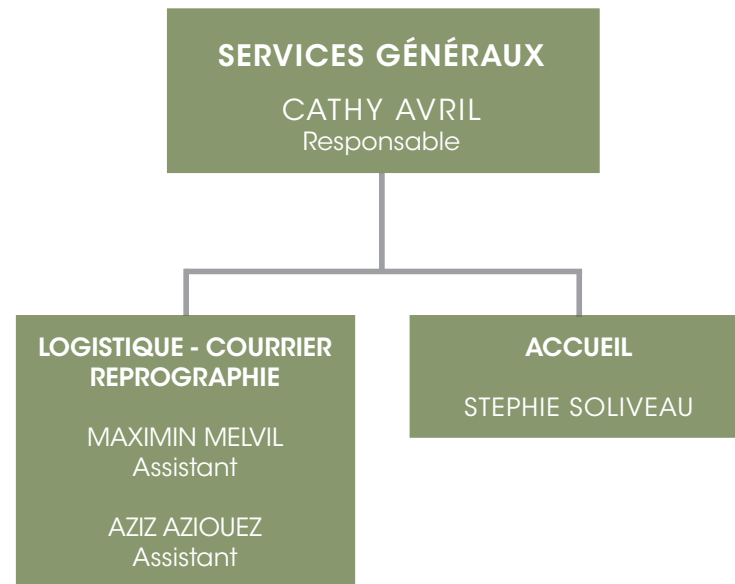 SERVICES GÉNÉRAUX
CATHY AVRIL
Responsable
LOGISTIQUE - COURRIER
REPROGRAPHIE
MAXIMIN MELVIL
Assistant
AZIZ AZIOUEZ
Assistant
ACCUEIL
STEPHIE SOLIVEAU